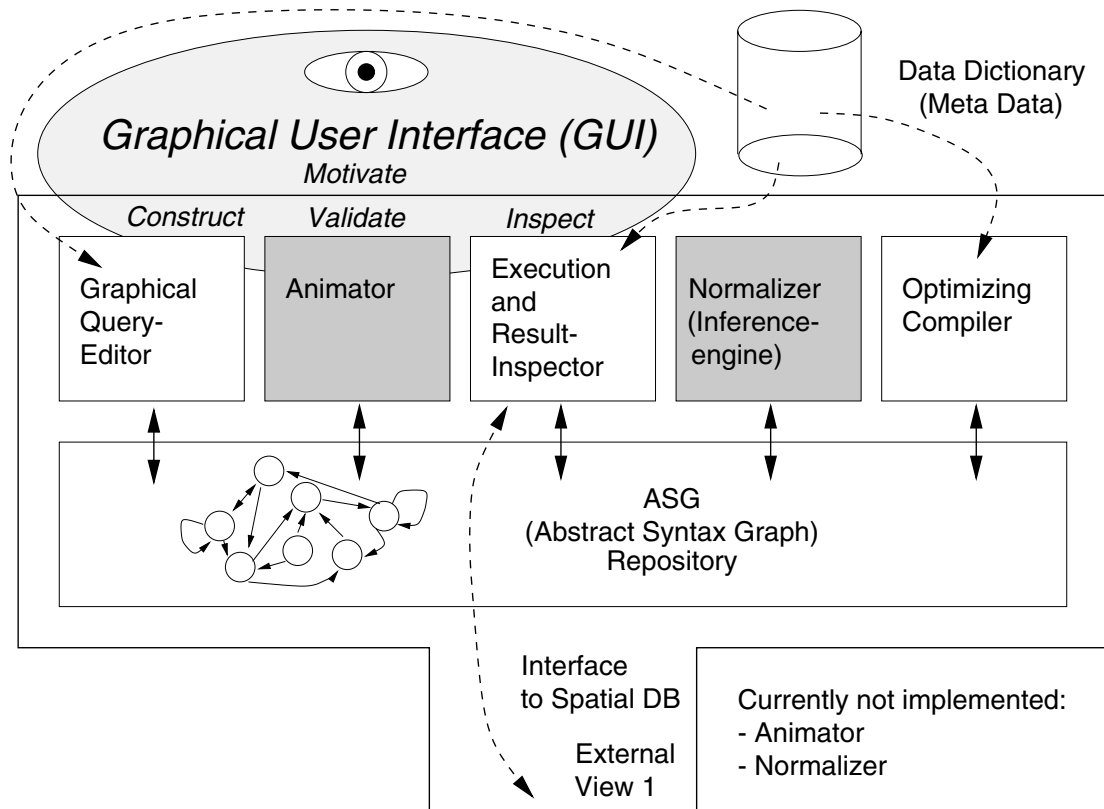 Data Dictionary
(Meta Data)
Graphical User Interface (GUI)
Motivate
Construct
Validate
Inspect
Graphical
Query-
Editor
Animator
Execution
and
Result-
Inspector
Normalizer
(Inference-
engine)
Optimizing
Compiler
ASG
(Abstract Syntax Graph)
Repository
Interface
to Spatial DB
External
View 1
Currently not implemented:
- Animator
- Normalizer